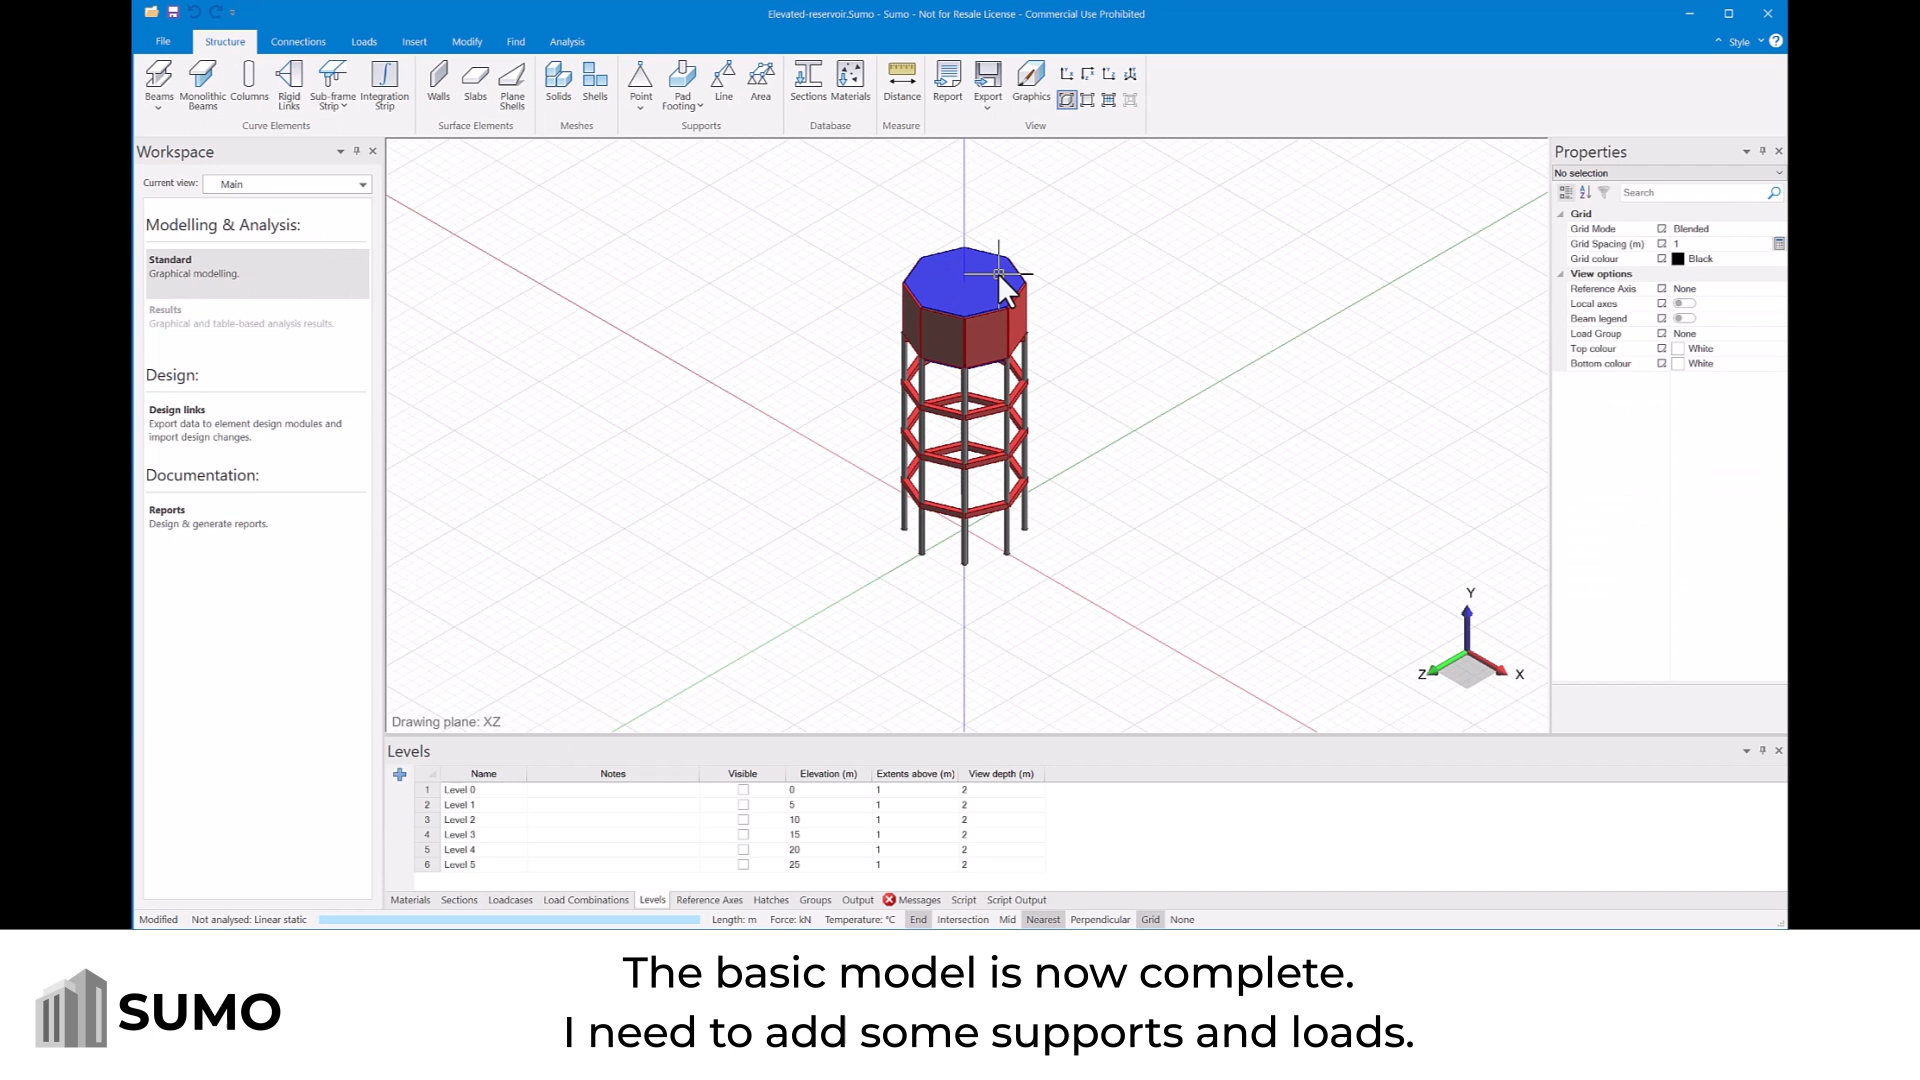 Elevated-reservoir.Sumo - Sumo - Not for Resale License - Commercial Use Prohibited
File Structure Connections Loads Insert Modify Find Analysis
Style
Beams Monolithic Beams Columns Rigid Links Sub-frame Strip Integration Strip
Walls Slabs Plane Shells
Solids Shells
Point Pad Footing Line Area
Sections Materials
Distance
Report Export Graphics
Curve Elements Surface Elements Meshes Supports Database Measure View
Workspace
Current view: Main
Modelling & Analysis:
Standard
Graphical modelling.
Results
Graphical and table-based analysis results.
Design:
Design links
Export data to element design modules and
import design changes.
Documentation:
Reports
Design & generate reports.
Y
Z
X
Drawing plane: XZ
Properties
No selection
Search
Grid
Grid Mode Blended
Grid Spacing (m) 1
Grid colour Black
View options
Reference Axis None
Local axes
Beam legend
Load Group None
Top colour White
Bottom colour White
Levels
Name Notes Visible Elevation (m) Extents above (m) View depth (m)
1 Level 0 0 1 2
2 Level 1 5 1 2
3 Level 2 10 1 2
4 Level 3 15 1 2
5 Level 4 20 1 2
6 Level 5 25 1 2
Materials Sections Loadcases Load Combinations Levels Reference Axes Hatches Groups Output Messages Script Script Output
Modified Not analysed: Linear static Length: m Force: kN Temperature: °C End Intersection Mid Nearest Perpendicular Grid None
SUMO
The basic model is now complete.
I need to add some supports and loads.